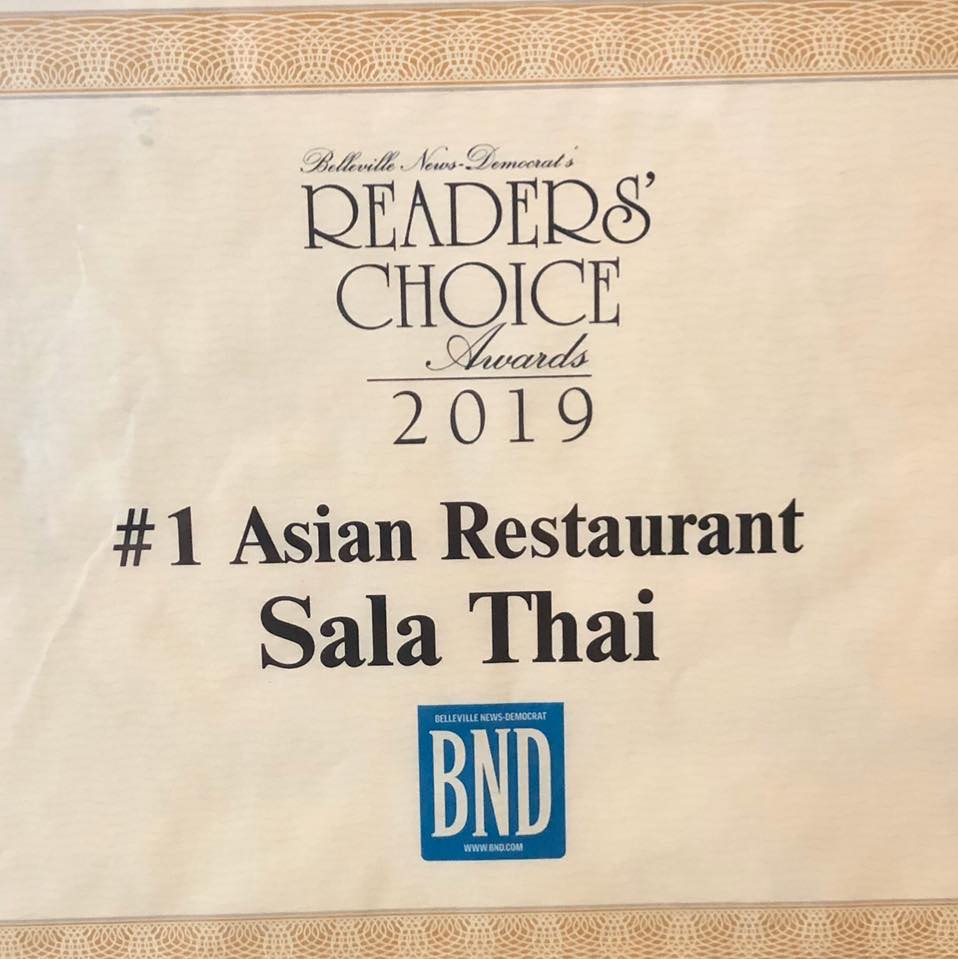 Belleville News-Democrat's
READERS'
CHOICE
Awards
2019
#1 Asian Restaurant
Sala Thai
BELLEVILLE NEWS-DEMOCRAT
BND
WWW.BND.COM